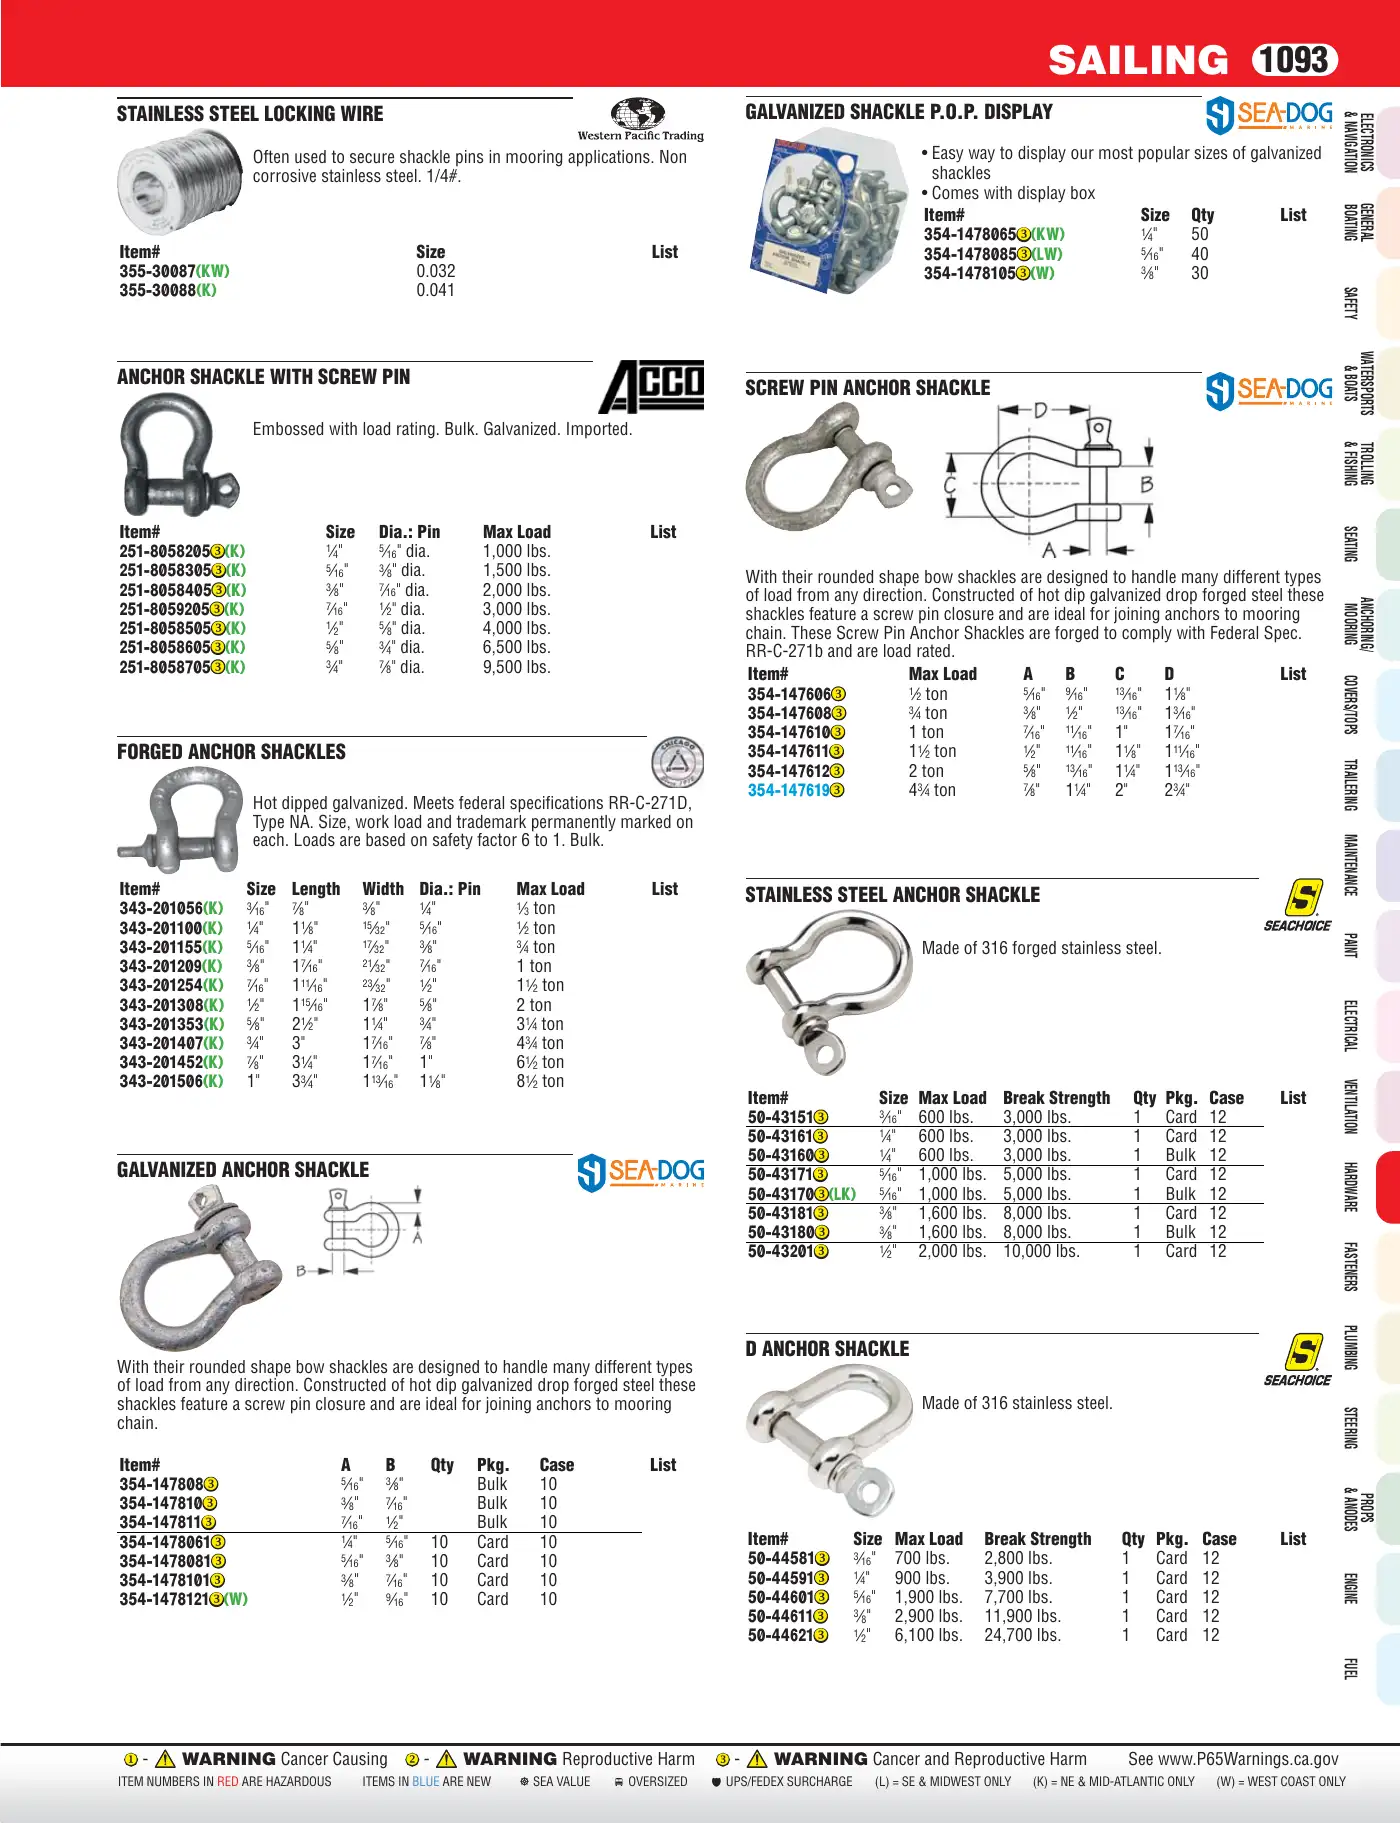 SAILING 1093
STAINLESS STEEL LOCKING WIRE
Western Pacific Trading
Often used to secure shackle pins in mooring applications. Non
corrosive stainless steel. 1/4#.
Item# Size List
355-30087(KW) 0.032
355-30088(K) 0.041
ANCHOR SHACKLE WITH SCREW PIN
ACCO
Embossed with load rating. Bulk. Galvanized. Imported.
Item# Size Dia.: Pin Max Load List
251-8058205③(K) ¼" 5⁄16" dia. 1,000 lbs.
251-8058305③(K) 5⁄16" ⅜" dia. 1,500 lbs.
251-8058405③(K) ⅜" 7⁄16" dia. 2,000 lbs.
251-8059205③(K) 7⁄16" ½" dia. 3,000 lbs.
251-8058505③(K) ½" ⅝" dia. 4,000 lbs.
251-8058605③(K) ⅝" ¾" dia. 6,500 lbs.
251-8058705③(K) ¾" ⅞" dia. 9,500 lbs.
FORGED ANCHOR SHACKLES
CHICAGO
Hot dipped galvanized. Meets federal specifications RR-C-271D,
Type NA. Size, work load and trademark permanently marked on
each. Loads are based on safety factor 6 to 1. Bulk.
Item# Size Length Width Dia.: Pin Max Load List
343-201056(K) 3⁄16" ⅞" ⅜" ¼" ⅓ ton
343-201100(K) ¼" 1⅛" 15⁄32" 5⁄16" ½ ton
343-201155(K) 5⁄16" 1¼" 17⁄32" ⅜" ¾ ton
343-201209(K) ⅜" 17⁄16" 21⁄32" 7⁄16" 1 ton
343-201254(K) 7⁄16" 111⁄16" 23⁄32" ½" 1½ ton
343-201308(K) ½" 115⁄16" 1⅞" ⅝" 2 ton
343-201353(K) ⅝" 2½" 1¼" ¾" 3¼ ton
343-201407(K) ¾" 3" 17⁄16" ⅞" 4¾ ton
343-201452(K) ⅞" 3¼" 17⁄16" 1" 6½ ton
343-201506(K) 1" 3¾" 113⁄16" 1⅛" 8½ ton
GALVANIZED ANCHOR SHACKLE
SEA-DOG
MARINE
A
B
With their rounded shape bow shackles are designed to handle many different types
of load from any direction. Constructed of hot dip galvanized drop forged steel these
shackles feature a screw pin closure and are ideal for joining anchors to mooring
chain.
Item# A B Qty Pkg. Case List
354-147808③ 5⁄16" ⅜" Bulk 10
354-147810③ ⅜" 7⁄16" Bulk 10
354-147811③ 7⁄16" ½" Bulk 10
354-1478061③ ¼" 5⁄16" 10 Card 10
354-1478081③ 5⁄16" ⅜" 10 Card 10
354-1478101③ ⅜" 7⁄16" 10 Card 10
354-1478121③(W) ½" 9⁄16" 10 Card 10
GALVANIZED SHACKLE P.O.P. DISPLAY
SEA-DOG
MARINE
• Easy way to display our most popular sizes of galvanized
shackles
• Comes with display box
Item# Size Qty List
354-1478065③(KW) ¼" 50
354-1478085③(LW) 5⁄16" 40
354-1478105③(W) ⅜" 30
SCREW PIN ANCHOR SHACKLE
SEA-DOG
MARINE
D
C
B
A
With their rounded shape bow shackles are designed to handle many different types
of load from any direction. Constructed of hot dip galvanized drop forged steel these
shackles feature a screw pin closure and are ideal for joining anchors to mooring
chain. These Screw Pin Anchor Shackles are forged to comply with Federal Spec.
RR-C-271b and are load rated.
Item# Max Load A B C D List
354-147606③ ½ ton 5⁄16" 9⁄16" 13⁄16" 1⅛"
354-147608③ ¾ ton ⅜" ½" 13⁄16" 13⁄16"
354-147610③ 1 ton 7⁄16" 11⁄16" 1" 17⁄16"
354-147611③ 1½ ton ½" 11⁄16" 1⅛" 111⁄16"
354-147612③ 2 ton ⅝" 13⁄16" 1¼" 113⁄16"
354-147619③ 4¾ ton ⅞" 1¼" 2" 2¾"
STAINLESS STEEL ANCHOR SHACKLE
SEACHOICE
Made of 316 forged stainless steel.
Item# Size Max Load Break Strength Qty Pkg. Case List
50-43151③ 3⁄16" 600 lbs. 3,000 lbs. 1 Card 12
50-43161③ ¼" 600 lbs. 3,000 lbs. 1 Card 12
50-43160③ ¼" 600 lbs. 3,000 lbs. 1 Bulk 12
50-43171③ 5⁄16" 1,000 lbs. 5,000 lbs. 1 Card 12
50-43170③(LK) 5⁄16" 1,000 lbs. 5,000 lbs. 1 Bulk 12
50-43181③ ⅜" 1,600 lbs. 8,000 lbs. 1 Card 12
50-43180③ ⅜" 1,600 lbs. 8,000 lbs. 1 Bulk 12
50-43201③ ½" 2,000 lbs. 10,000 lbs. 1 Card 12
D ANCHOR SHACKLE
SEACHOICE
Made of 316 stainless steel.
Item# Size Max Load Break Strength Qty Pkg. Case List
50-44581③ 3⁄16" 700 lbs. 2,800 lbs. 1 Card 12
50-44591③ ¼" 900 lbs. 3,900 lbs. 1 Card 12
50-44601③ 5⁄16" 1,900 lbs. 7,700 lbs. 1 Card 12
50-44611③ ⅜" 2,900 lbs. 11,900 lbs. 1 Card 12
50-44621③ ½" 6,100 lbs. 24,700 lbs. 1 Card 12
ELECTRONICS
& NAVIGATION
GENERAL
BOATING
SAFETY
WATERSPORTS
& BOATS
TROLLING
& FISHING
SEATING
ANCHORING/
MOORING
COVERS/TOPS
TRAILERING
MAINTENANCE
PAINT
ELECTRICAL
VENTILATION
HARDWARE
FASTENERS
PLUMBING
STEERING
PROPS
& ANODES
ENGINE
FUEL
① - ⚠ WARNING Cancer Causing ② - ⚠ WARNING Reproductive Harm ③ - ⚠ WARNING Cancer and Reproductive Harm See www.P65Warnings.ca.gov
ITEM NUMBERS IN RED ARE HAZARDOUS ITEMS IN BLUE ARE NEW SEA VALUE OVERSIZED UPS/FEDEX SURCHARGE (L) = SE & MIDWEST ONLY (K) = NE & MID-ATLANTIC ONLY (W) = WEST COAST ONLY